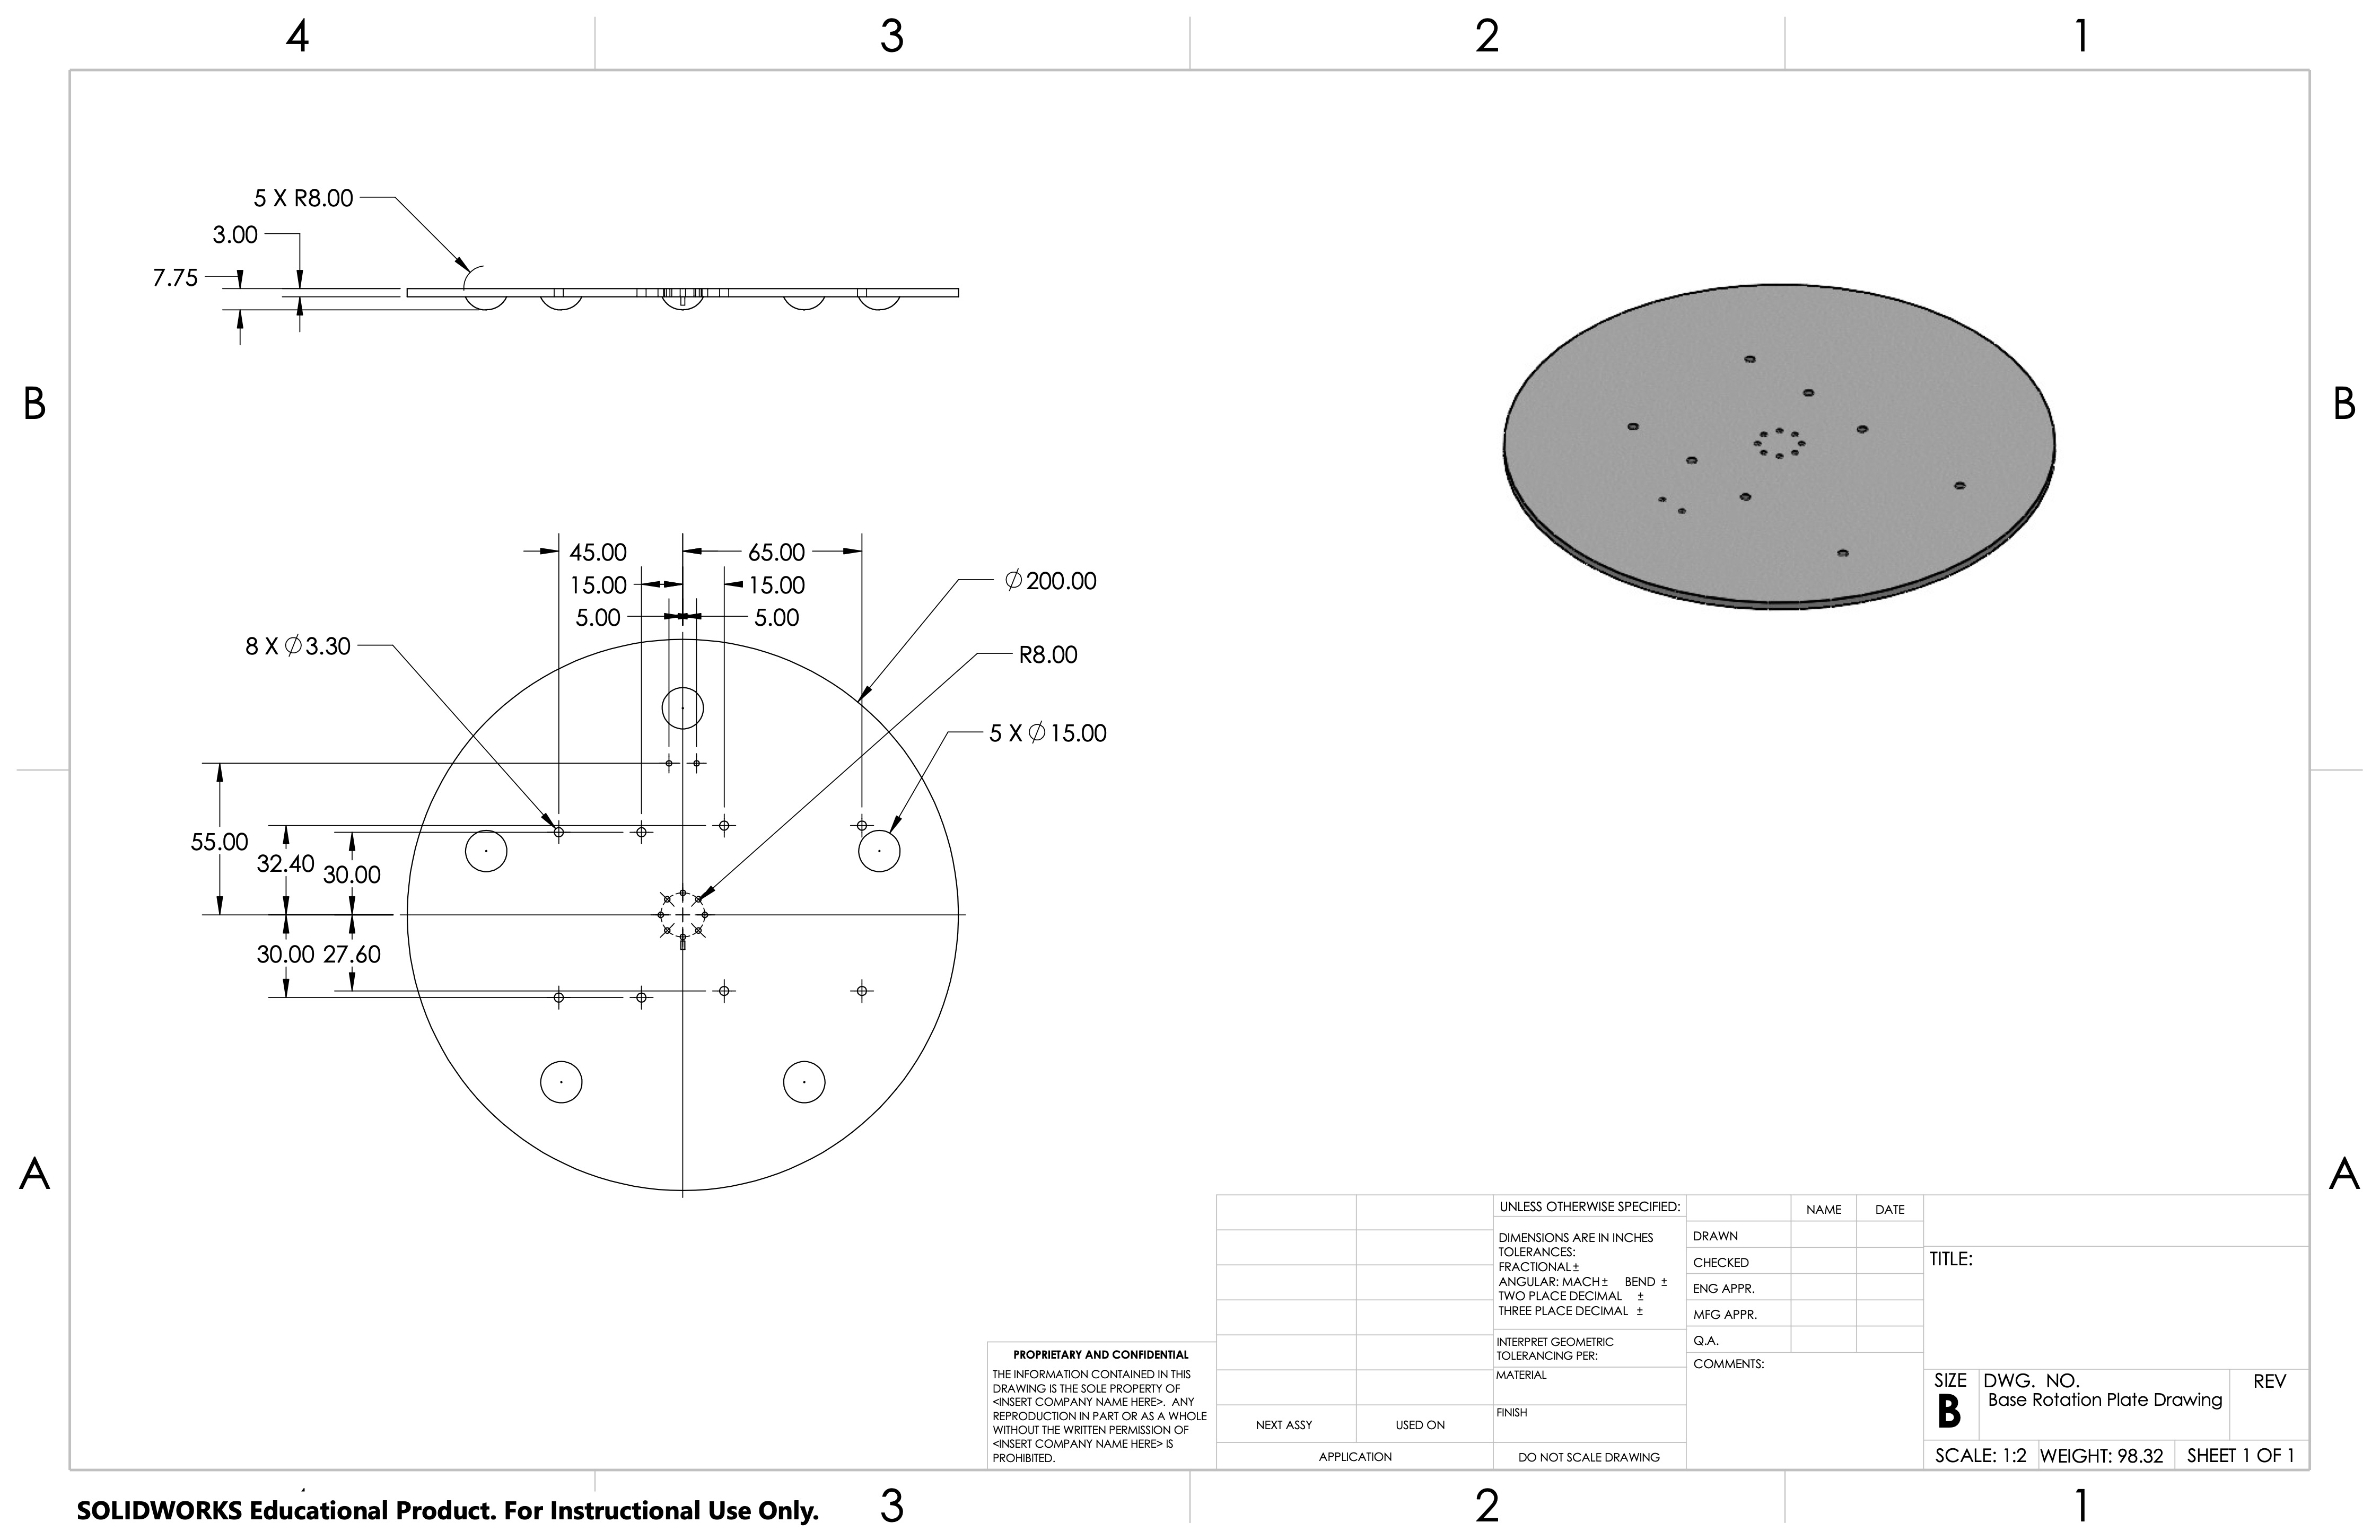 4 3 2 1
5 X R8.00
3.00
7.75
B B
45.00 65.00
15.00 15.00
5.00 5.00
⌀200.00
8 X ⌀3.30
R8.00
5 X ⌀15.00
55.00
32.40
30.00
30.00 27.60
A A
UNLESS OTHERWISE SPECIFIED:
DIMENSIONS ARE IN INCHES
TOLERANCES:
FRACTIONAL±
ANGULAR: MACH± BEND ±
TWO PLACE DECIMAL ±
THREE PLACE DECIMAL ±
INTERPRET GEOMETRIC
TOLERANCING PER:
MATERIAL
FINISH
DO NOT SCALE DRAWING
NAME DATE
DRAWN
CHECKED
ENG APPR.
MFG APPR.
Q.A.
COMMENTS:
TITLE:
SIZE DWG. NO. REV
B Base Rotation Plate Drawing
SCALE: 1:2 WEIGHT: 98.32 SHEET 1 OF 1
PROPRIETARY AND CONFIDENTIAL
THE INFORMATION CONTAINED IN THIS
DRAWING IS THE SOLE PROPERTY OF
<INSERT COMPANY NAME HERE>. ANY
REPRODUCTION IN PART OR AS A WHOLE
WITHOUT THE WRITTEN PERMISSION OF
<INSERT COMPANY NAME HERE> IS
PROHIBITED.
NEXT ASSY USED ON
APPLICATION
SOLIDWORKS Educational Product. For Instructional Use Only.
3 2 1